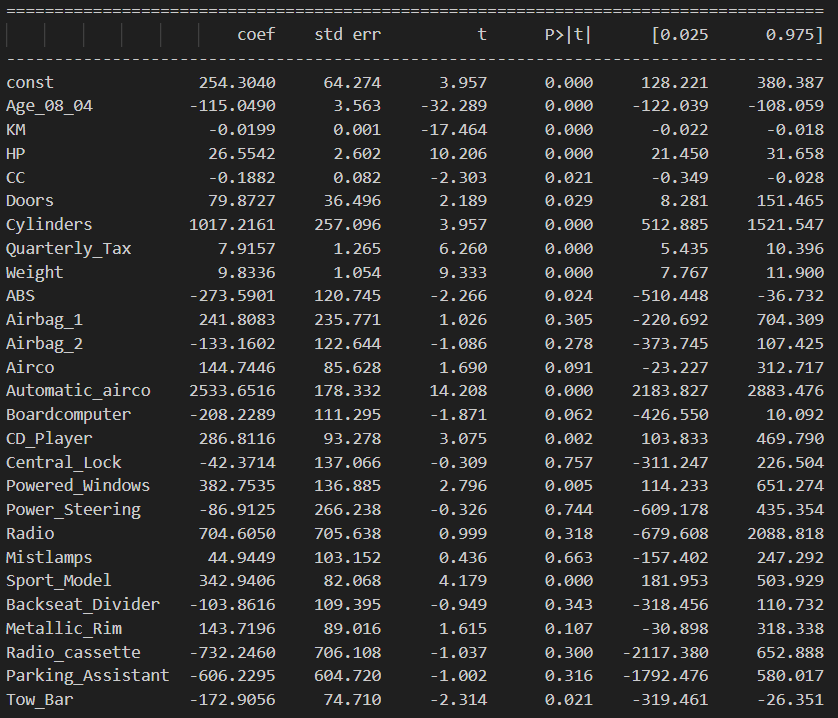 ==============================================================================
coef std err t P>|t| [0.025 0.975]
------------------------------------------------------------------------------
const 254.3040 64.274 3.957 0.000 128.221 380.387
Age_08_04 -115.0490 3.563 -32.289 0.000 -122.039 -108.059
KM -0.0199 0.001 -17.464 0.000 -0.022 -0.018
HP 26.5542 2.602 10.206 0.000 21.450 31.658
CC -0.1882 0.082 -2.303 0.021 -0.349 -0.028
Doors 79.8727 36.496 2.189 0.029 8.281 151.465
Cylinders 1017.2161 257.096 3.957 0.000 512.885 1521.547
Quarterly_Tax 7.9157 1.265 6.260 0.000 5.435 10.396
Weight 9.8336 1.054 9.333 0.000 7.767 11.900
ABS -273.5901 120.745 -2.266 0.024 -510.448 -36.732
Airbag_1 241.8083 235.771 1.026 0.305 -220.692 704.309
Airbag_2 -133.1602 122.644 -1.086 0.278 -373.745 107.425
Airco 144.7446 85.628 1.690 0.091 -23.227 312.717
Automatic_airco 2533.6516 178.332 14.208 0.000 2183.827 2883.476
Boardcomputer -208.2289 111.295 -1.871 0.062 -426.550 10.092
CD_Player 286.8116 93.278 3.075 0.002 103.833 469.790
Central_Lock -42.3714 137.066 -0.309 0.757 -311.247 226.504
Powered_Windows 382.7535 136.885 2.796 0.005 114.233 651.274
Power_Steering -86.9125 266.238 -0.326 0.744 -609.178 435.354
Radio 704.6050 705.638 0.999 0.318 -679.608 2088.818
Mistlamps 44.9449 103.152 0.436 0.663 -157.402 247.292
Sport_Model 342.9406 82.068 4.179 0.000 181.953 503.929
Backseat_Divider -103.8616 109.395 -0.949 0.343 -318.456 110.732
Metallic_Rim 143.7196 89.016 1.615 0.107 -30.898 318.338
Radio_cassette -732.2460 706.108 -1.037 0.300 -2117.380 652.888
Parking_Assistant -606.2295 604.720 -1.002 0.316 -1792.476 580.017
Tow_Bar -172.9056 74.710 -2.314 0.021 -319.461 -26.351